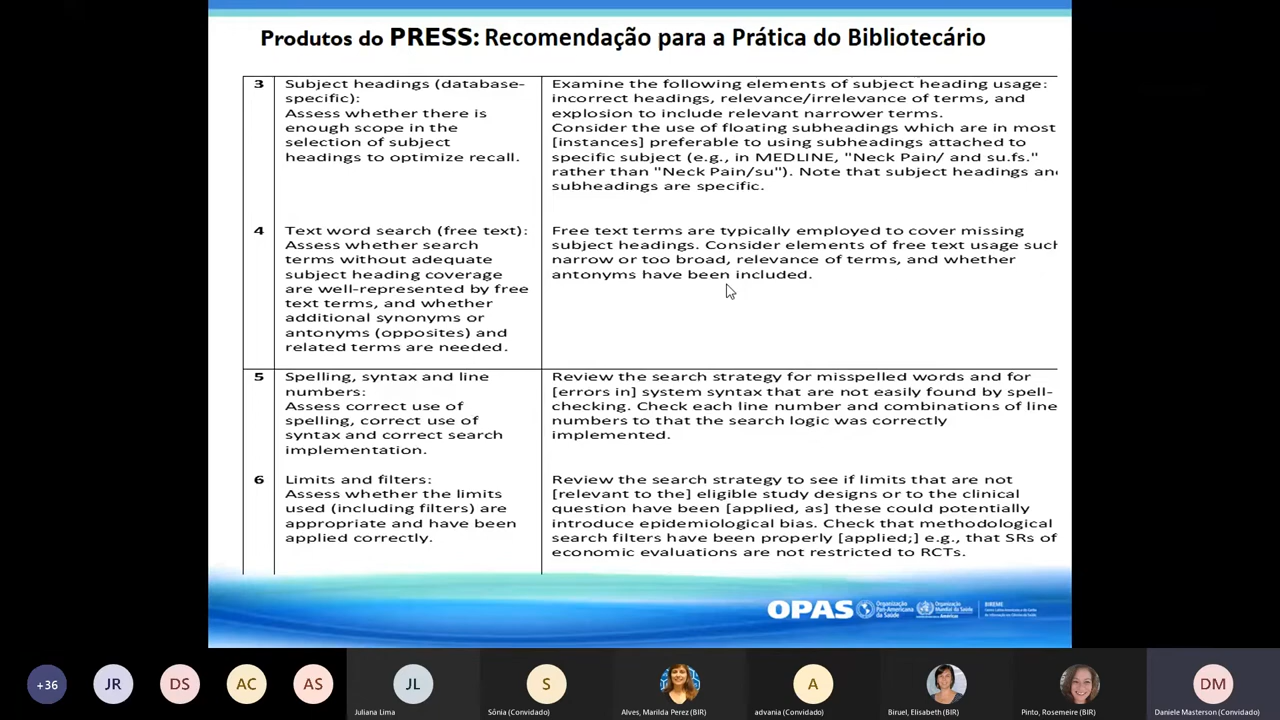 Produtos do PRESS: Recomendação para a Prática do Bibliotecário
3
Subject headings (database-
specific):
Assess whether there is
enough scope in the
selection of subject
headings to optimize recall.
Examine the following elements of subject heading usage:
incorrect headings, relevance/irrelevance of terms, and
explosion to include relevant narrower terms.
Consider the use of floating subheadings which are in most
[instances] preferable to using subheadings attached to
specific subject (e.g., in MEDLINE, "Neck Pain/ and su.fs."
rather than "Neck Pain/su"). Note that subject headings and
subheadings are specific.
4
Text word search (free text):
Assess whether search
terms without adequate
subject heading coverage
are well-represented by free
text terms, and whether
additional synonyms or
antonyms (opposites) and
related terms are needed.
Free text terms are typically employed to cover missing
subject headings. Consider elements of free text usage such
narrow or too broad, relevance of terms, and whether
antonyms have been included.
5
Spelling, syntax and line
numbers:
Assess correct use of
spelling, correct use of
syntax and correct search
implementation.
Review the search strategy for misspelled words and for
[errors in] system syntax that are not easily found by spell-
checking. Check each line number and combinations of line
numbers to that the search logic was correctly
implemented.
6
Limits and filters:
Assess whether the limits
used (including filters) are
appropriate and have been
applied correctly.
Review the search strategy to see if limits that are not
[relevant to the] eligible study designs or to the clinical
question have been [applied, as] these could potentially
introduce epidemiological bias. Check that methodological
search filters have been properly [applied;] e.g., that SRs of
economic evaluations are not restricted to RCTs.
OPAS
Organização
Pan-Americana
da Saúde
Organização
Mundial da Saúde
Américas
BIREME
+36
JR
DS
AC
AS
JL
S
A
DM
Juliana Lima
Sônia (Convidado)
Alves, Marilda Perez (BIR)
advania (Convidado)
Biruel, Elisabeth (BIR)
Pinto, Rosemeire (BIR)
Daniele Masterson (Convidado)